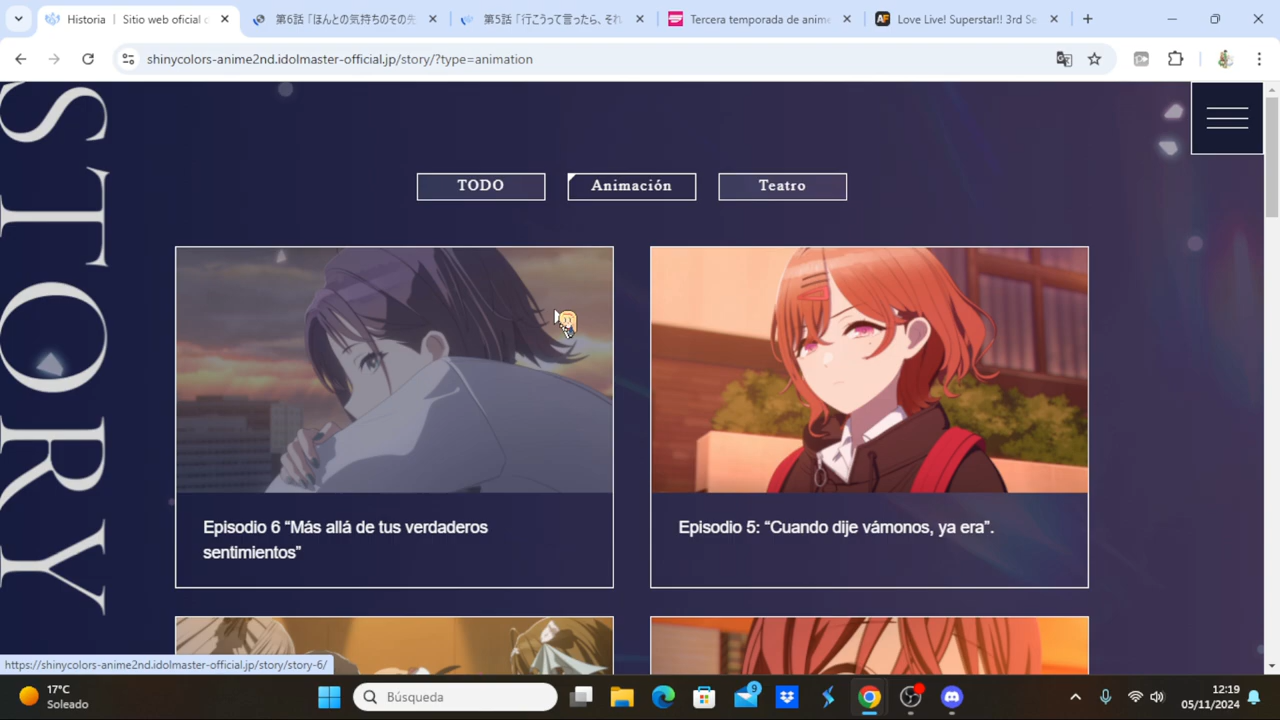 Historia | Sitio web oficial d
第6話「ほんとの気持ちのその先
第5話「行こうって言ったら、それ
Tercera temporada de anime
Love Live! Superstar!! 3rd Se
shinycolors-anime2nd.idolmaster-official.jp/story/?type=animation
STORY
TODO
Animación
Teatro
Episodio 6 “Más allá de tus verdaderos
sentimientos”
Episodio 5: “Cuando dije vámonos, ya era”.
https://shinycolors-anime2nd.idolmaster-official.jp/story/story-6/
17°C
Soleado
Búsqueda
9
12:19
05/11/2024